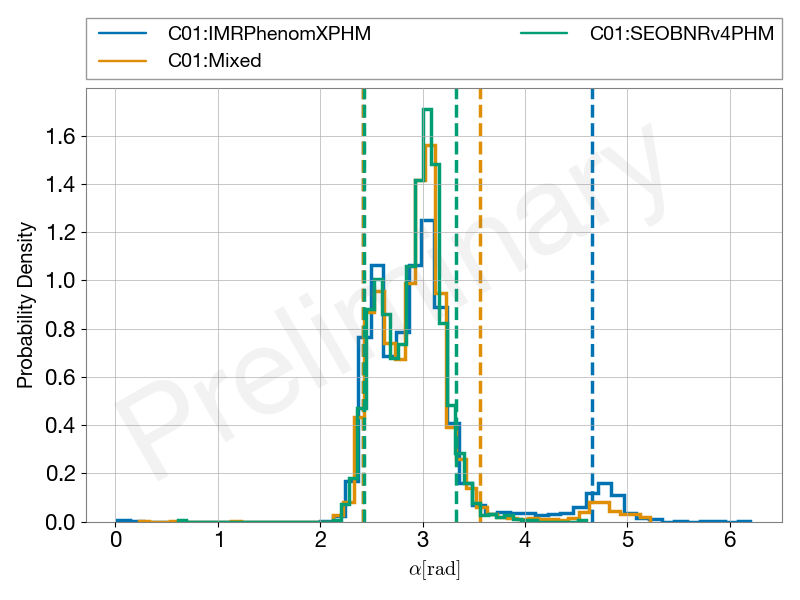 C01:IMRPhenomXPHM
C01:Mixed
C01:SEOBNRv4PHM
Preliminary
Probability Density
1.6
1.4
1.2
1.0
0.8
0.6
0.4
0.2
0.0
0 1 2 3 4 5 6
α[rad]